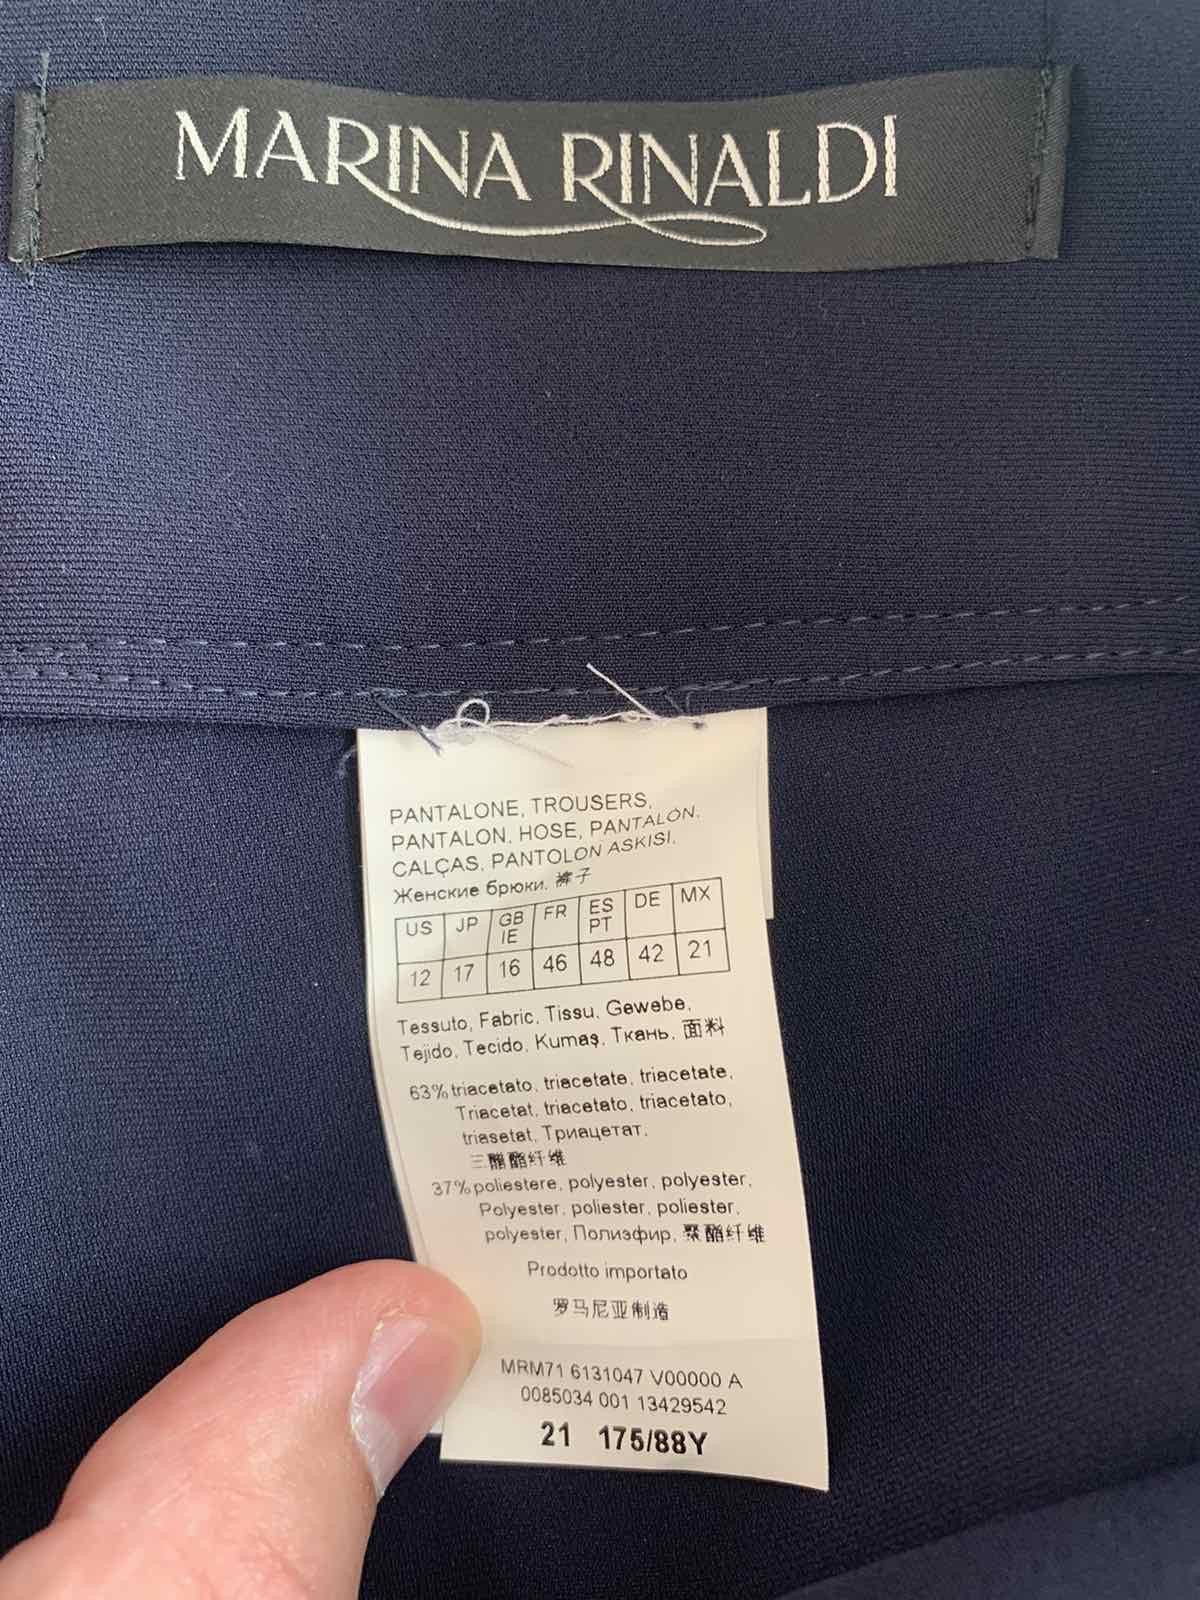 MARINA RINALDI
PANTALONE, TROUSERS,
PANTALON. HOSE, PANTALÓN.
CALÇAS, PANTOLON ASKISI,
Женские брюки. 裤子
US JP GB IE FR ES PT DE MX
12 17 16 46 48 42 21
Tessuto, Fabric, Tissu, Gewebe,
Tejido, Tecido, Kumaş, Ткань, 面料
63% triacetato, triacetate, triacetate,
Triacetat, triacetato, triacetato,
triasetat, Триацетат,
三醋酯纤维
37% poliestere, polyester, polyester,
Polyester, poliester, poliester,
polyester, Полиэфир, 聚酯纤维
Prodotto importato
罗马尼亚制造
MRM71 6131047 V00000 A
0085034 001 13429542
21 175/88Y